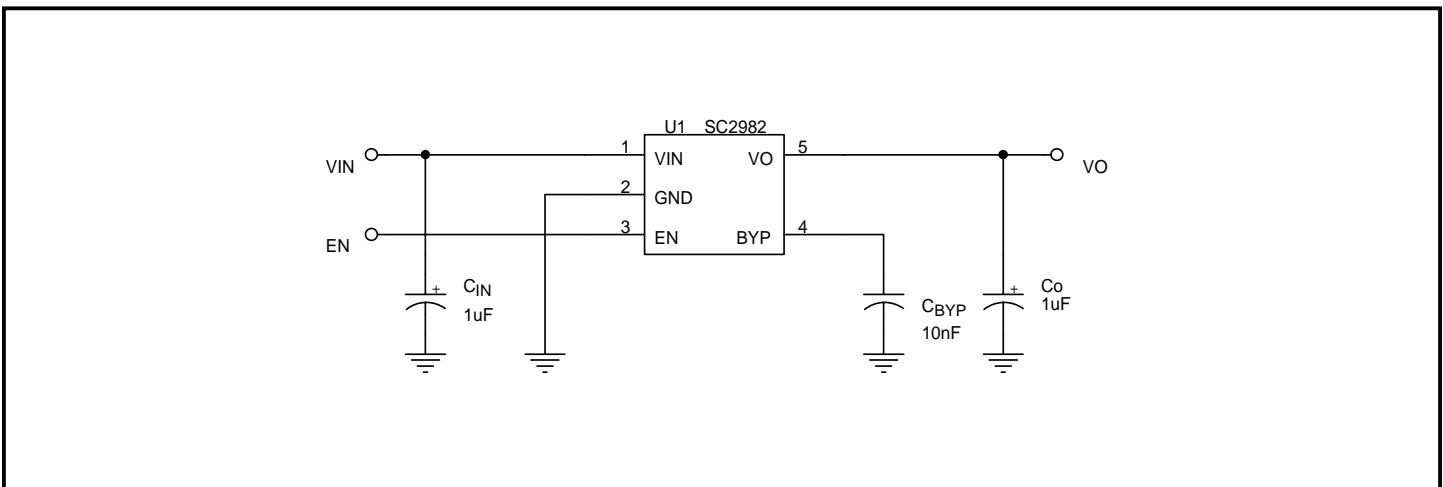 U1 SC2982
VIN
1
VIN
VO
5
VO
2
GND
EN
3
EN
BYP
4
+
CIN
1uF
CBYP
10nF
+
Co
1uF